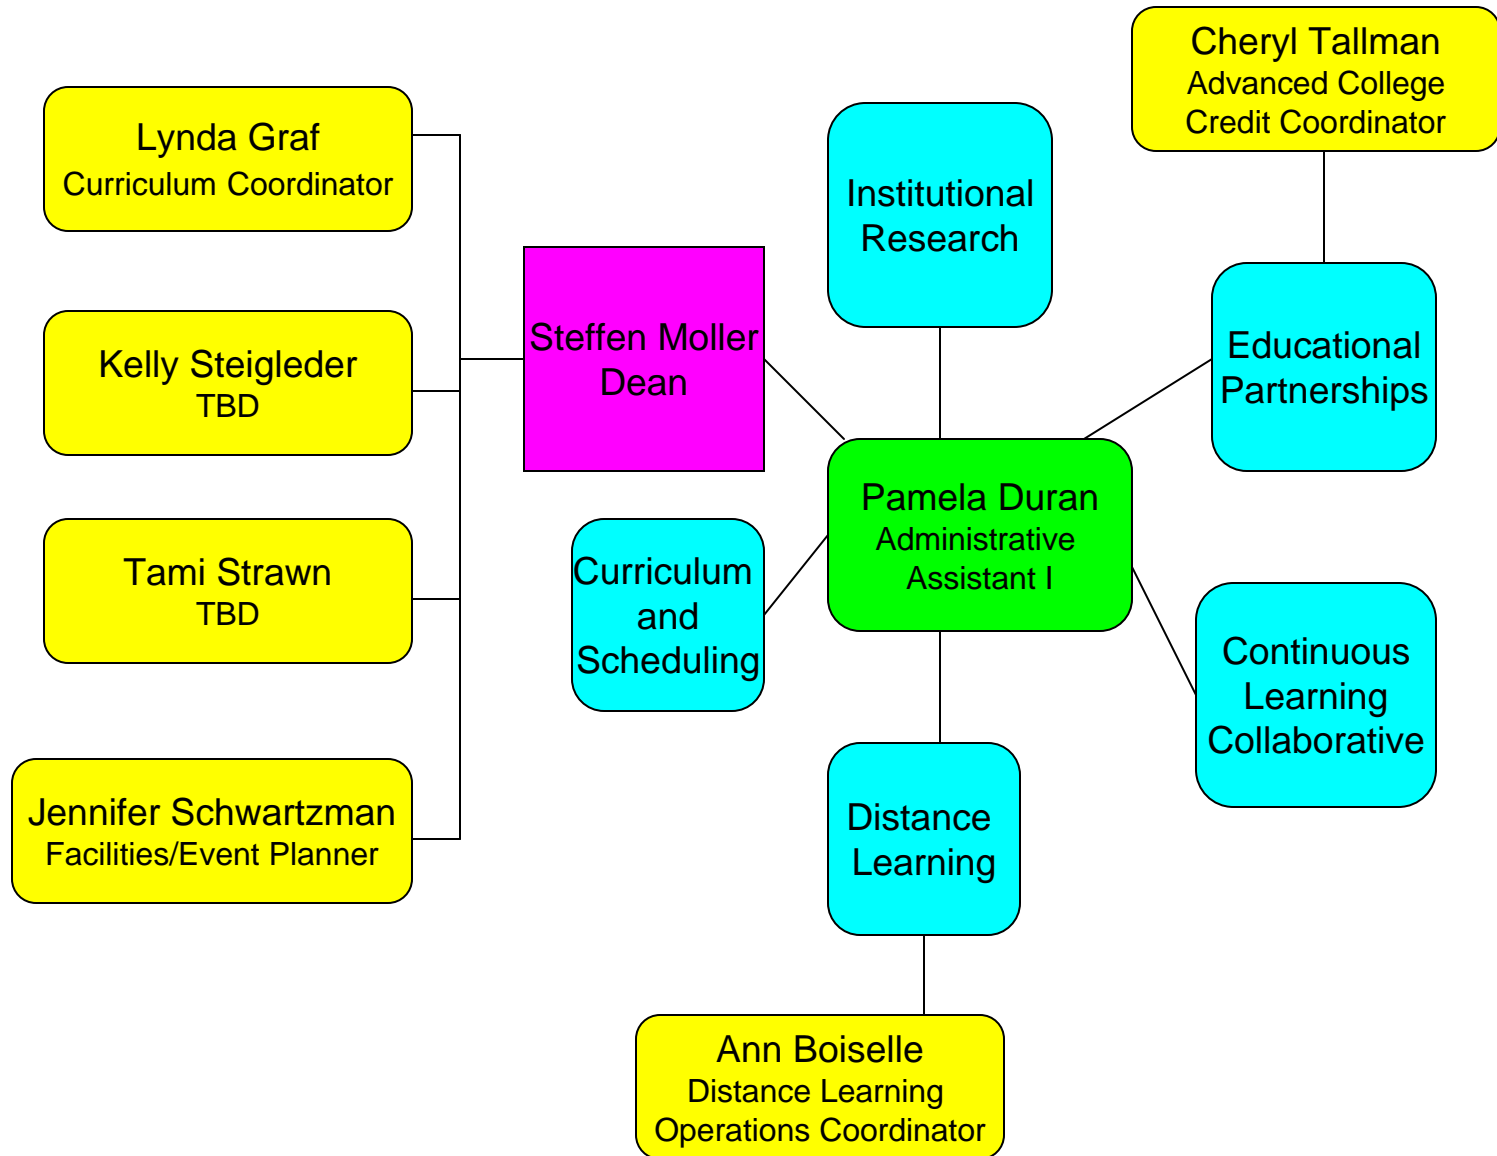 Cheryl Tallman
Advanced College
Credit Coordinator
Lynda Graf
Curriculum Coordinator
Institutional
Research
Steffen Moller
Dean
Educational
Partnerships
Kelly Steigleder
TBD
Pamela Duran
Administrative
Assistant I
Tami Strawn
TBD
Curriculum
and
Scheduling
Continuous
Learning
Collaborative
Jennifer Schwartzman
Facilities/Event Planner
Distance
Learning
Ann Boiselle
Distance Learning
Operations Coordinator